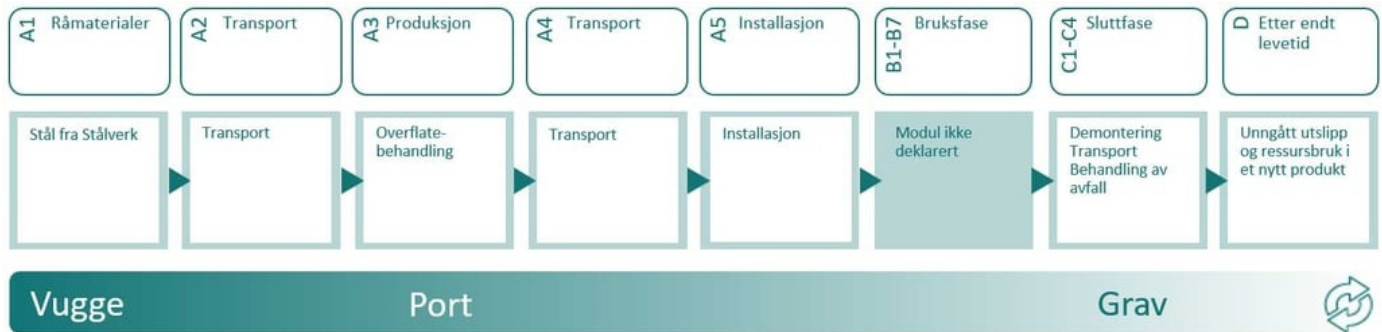 A1 Råmaterialer
A2 Transport
A3 Produksjon
A4 Transport
A5 Installasjon
B1-B7 Bruksfase
C1-C4 Sluttfase
D Etter endt
levetid
Stål fra Stålverk
Transport
Overflate-
behandling
Transport
Installasjon
Modul ikke
deklarert
Demontering
Transport
Behandling av
avfall
Unngått utslipp
og ressursbruk i
et nytt produkt
Vugge
Port
Grav